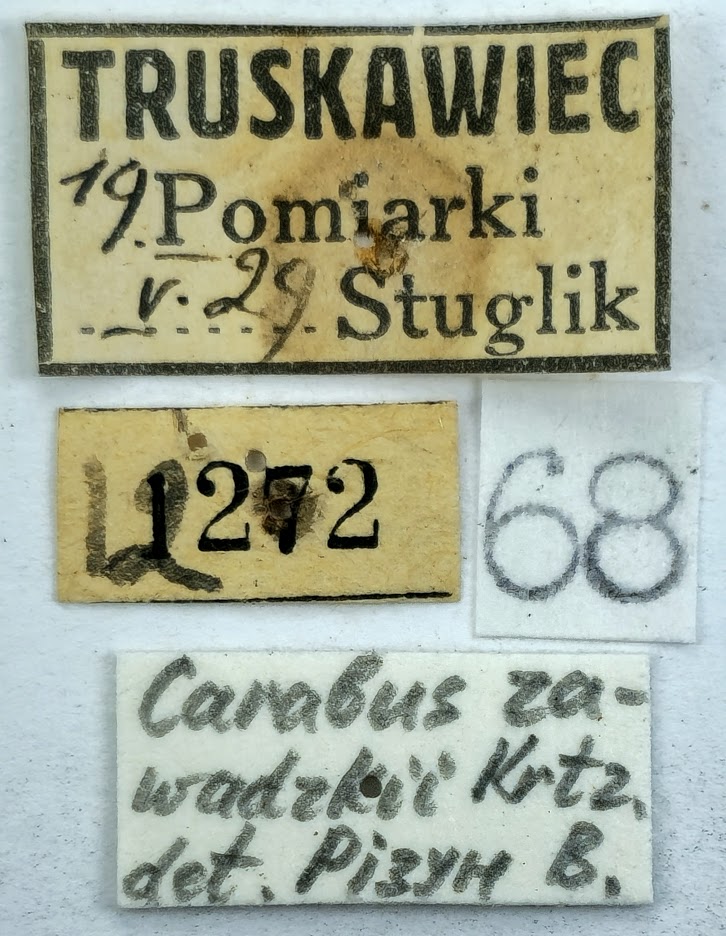 TRUSKAWIEC
19. Pomiarki
v. 29 Stuglik
1272
68
Carabus za-
wadzkii Krtz.
det. Різун В.